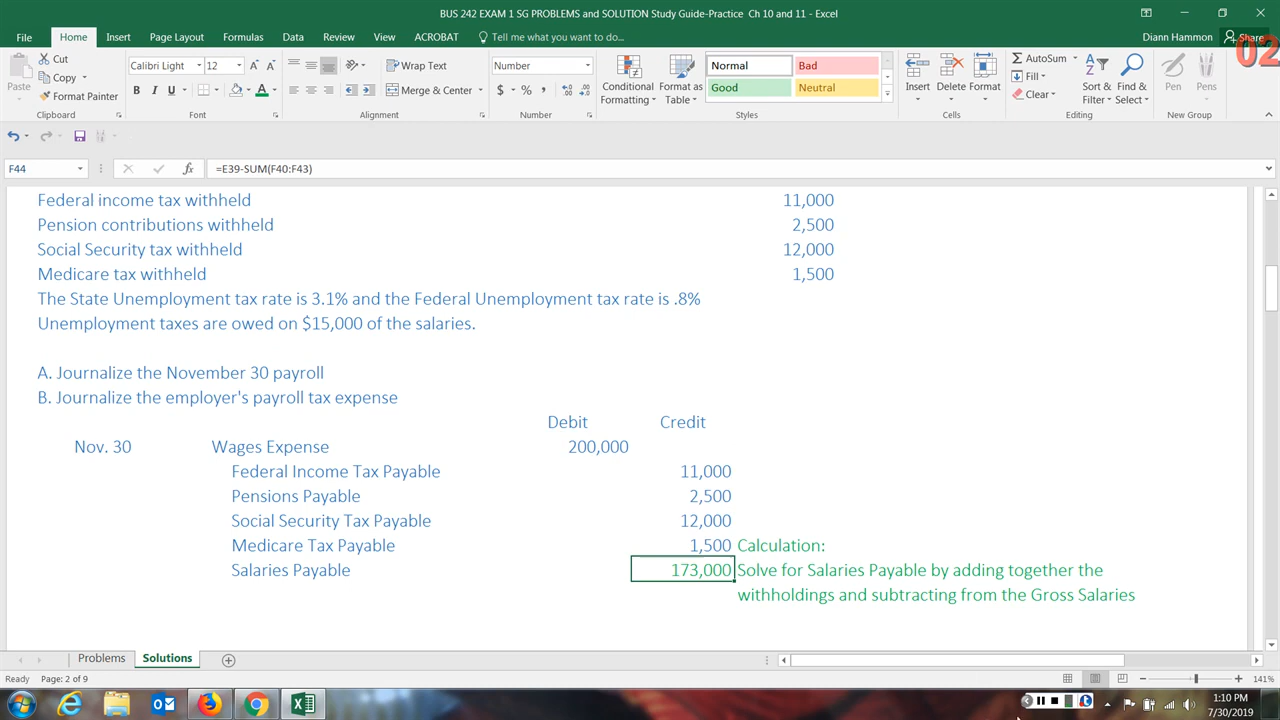 BUS 242 EXAM 1 SG PROBLEMS and SOLUTION Study Guide-Practice Ch 10 and 11 - Excel
File Home Insert Page Layout Formulas Data Review View ACROBAT Tell me what you want to do... Diann Hammon Share
02
Cut
Copy
Format Painter
Paste
Clipboard
Calibri Light 12 A A
B I U A
Font
Wrap Text
Merge & Center
Alignment
Number
$ % ,
Number
Conditional Formatting
Format as Table
Normal Bad
Good Neutral
Styles
Insert Delete Format
Cells
AutoSum
Fill
Clear
Sort & Filter
Find & Select
Editing
Pen Pens
New Group
F44 fx =E39-SUM(F40:F43)
Federal income tax withheld 11,000
Pension contributions withheld 2,500
Social Security tax withheld 12,000
Medicare tax withheld 1,500
The State Unemployment tax rate is 3.1% and the Federal Unemployment tax rate is .8%
Unemployment taxes are owed on $15,000 of the salaries.
A. Journalize the November 30 payroll
B. Journalize the employer's payroll tax expense
Debit Credit
Nov. 30 Wages Expense 200,000
Federal Income Tax Payable 11,000
Pensions Payable 2,500
Social Security Tax Payable 12,000
Medicare Tax Payable 1,500 Calculation:
Salaries Payable 173,000 Solve for Salaries Payable by adding together the
withholdings and subtracting from the Gross Salaries
Problems Solutions
Ready Page: 2 of 9 141%
1:10 PM
7/30/2019